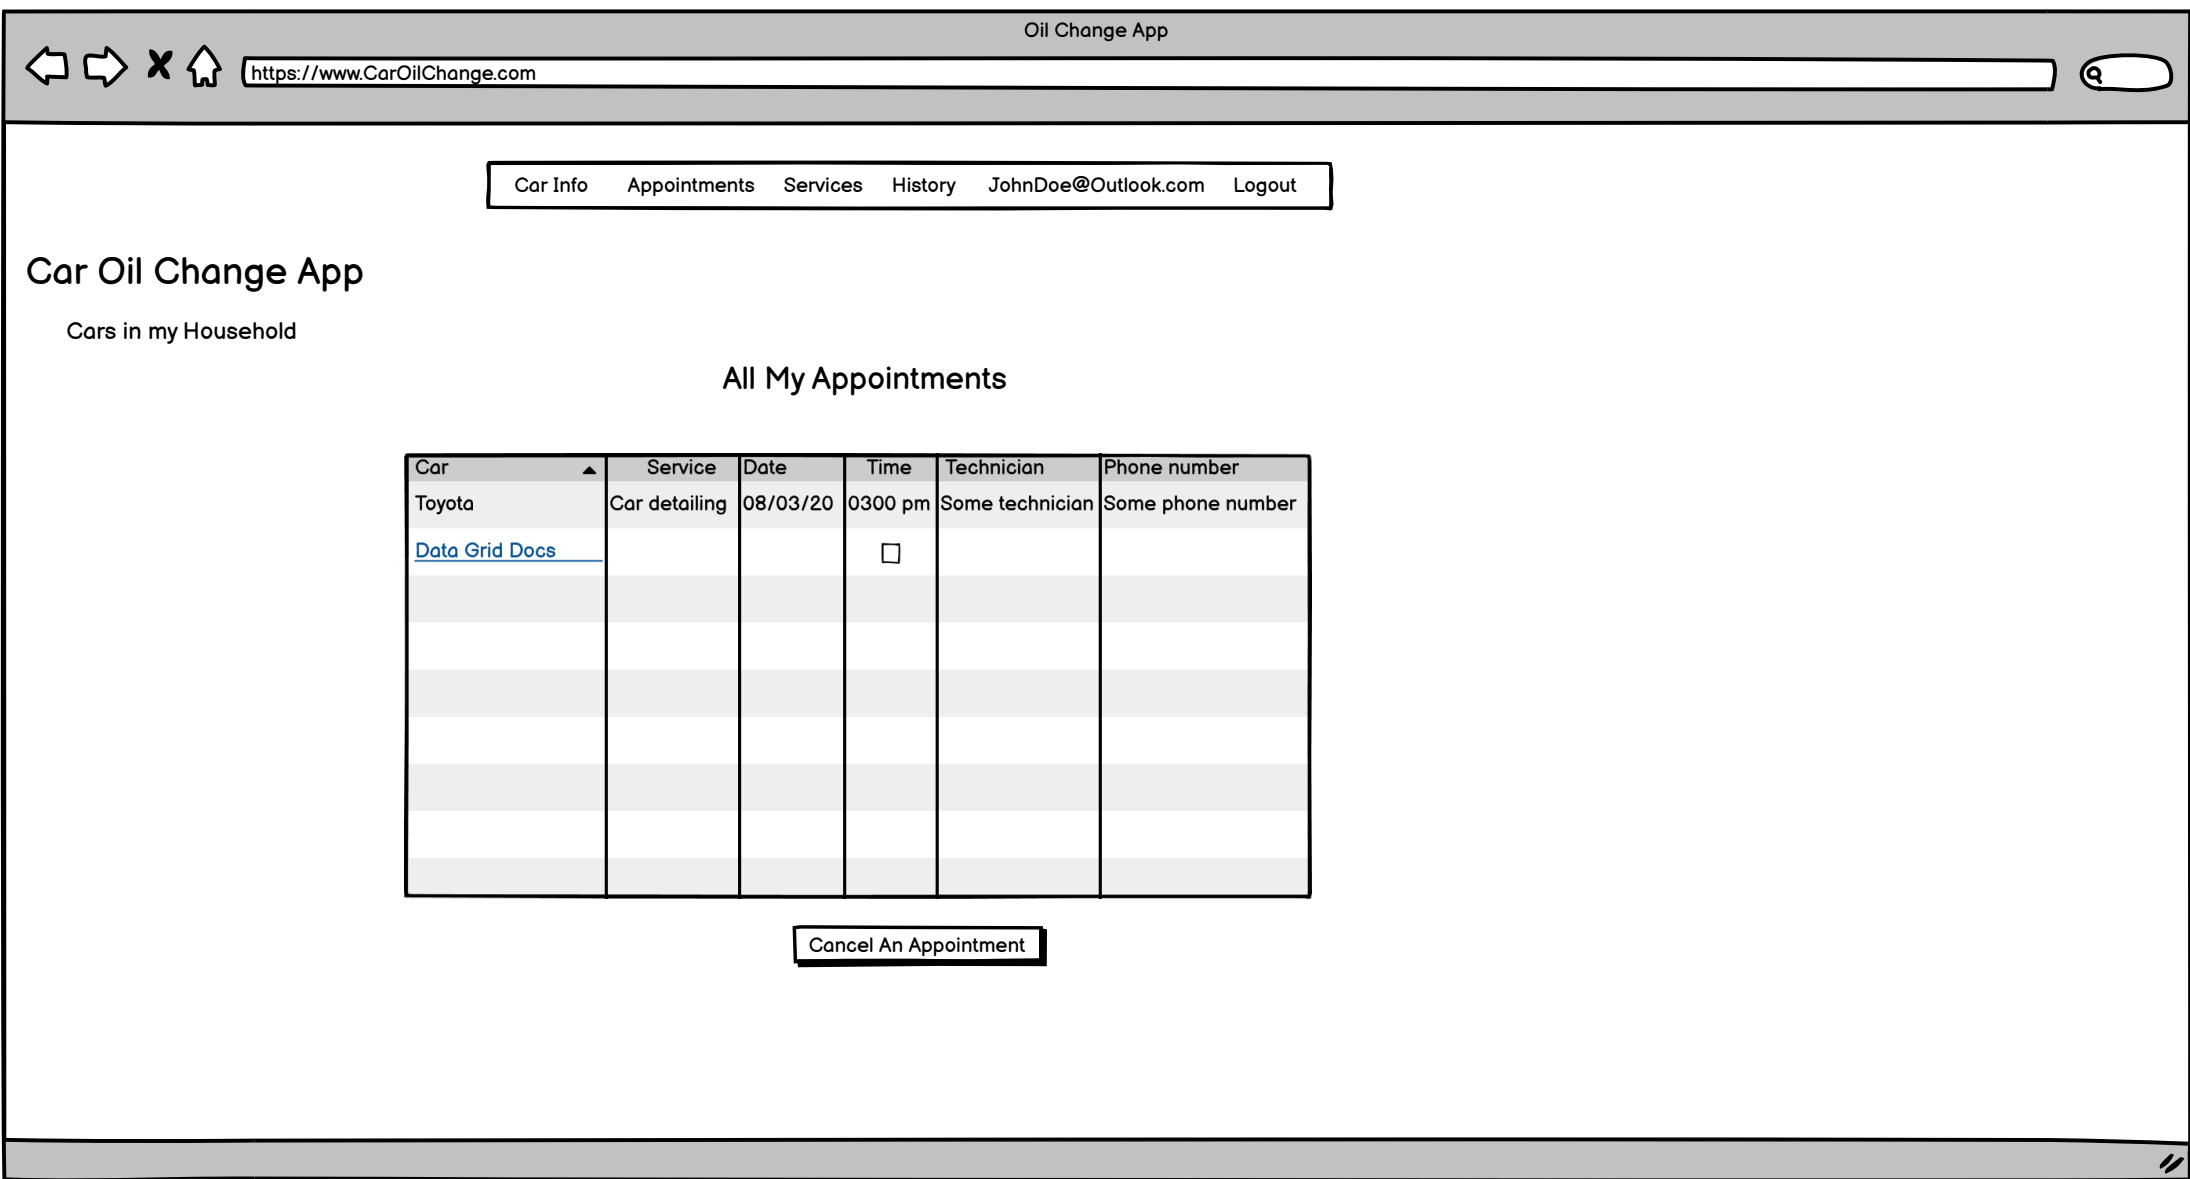 Oil Change App
https://www.CarOilChange.com
Car Info Appointments Services History JohnDoe@Outlook.com Logout
Car Oil Change App
Cars in my Household
All My Appointments
Car Service Date Time Technician Phone number
Toyota Car detailing 08/03/20 0300 pm Some technician Some phone number
Data Grid Docs
Cancel An Appointment